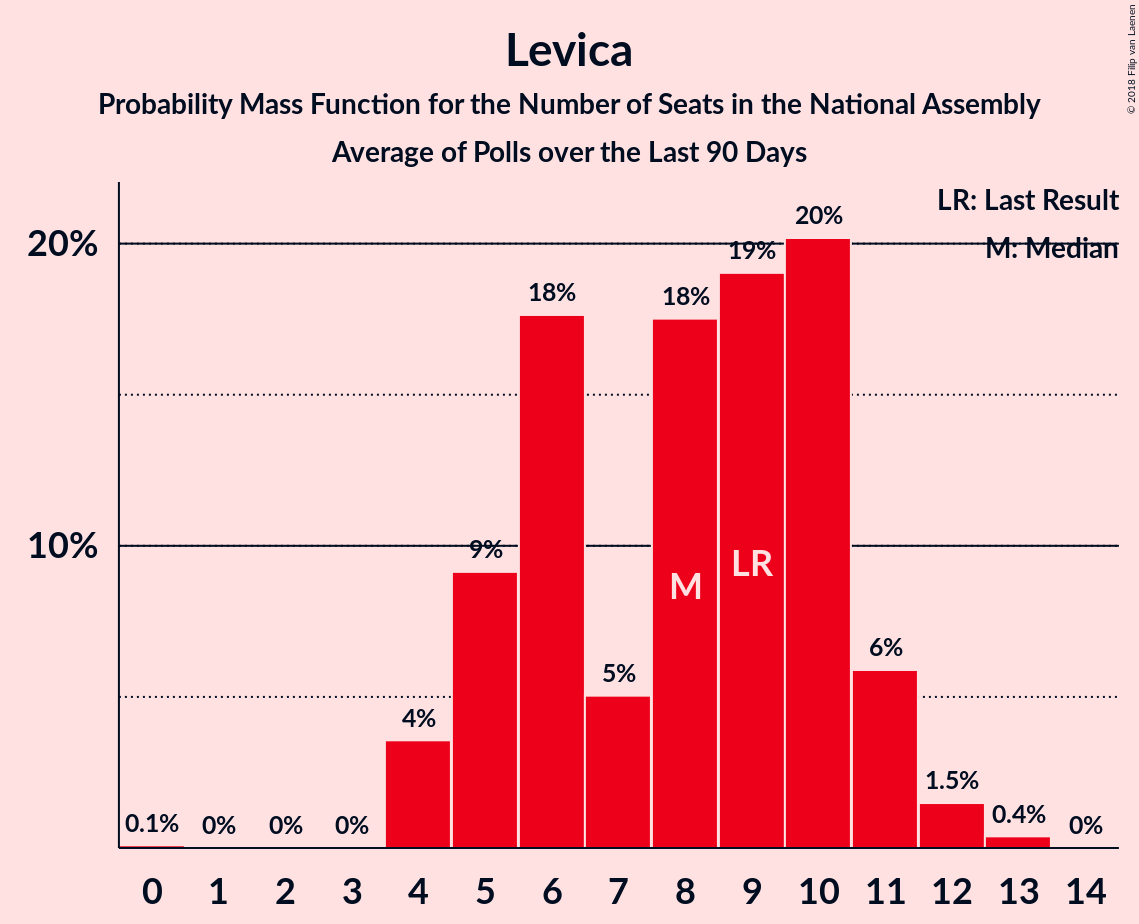 Levica
Probability Mass Function for the Number of Seats in the National Assembly
Average of Polls over the Last 90 Days
© 2018 Filip van Laenen
LR: Last Result
M: Median
20%
10%
0.1%
0%
0%
0%
4%
9%
18%
5%
18%
19%
20%
6%
1.5%
0.4%
0%
M
LR
0 1 2 3 4 5 6 7 8 9 10 11 12 13 14